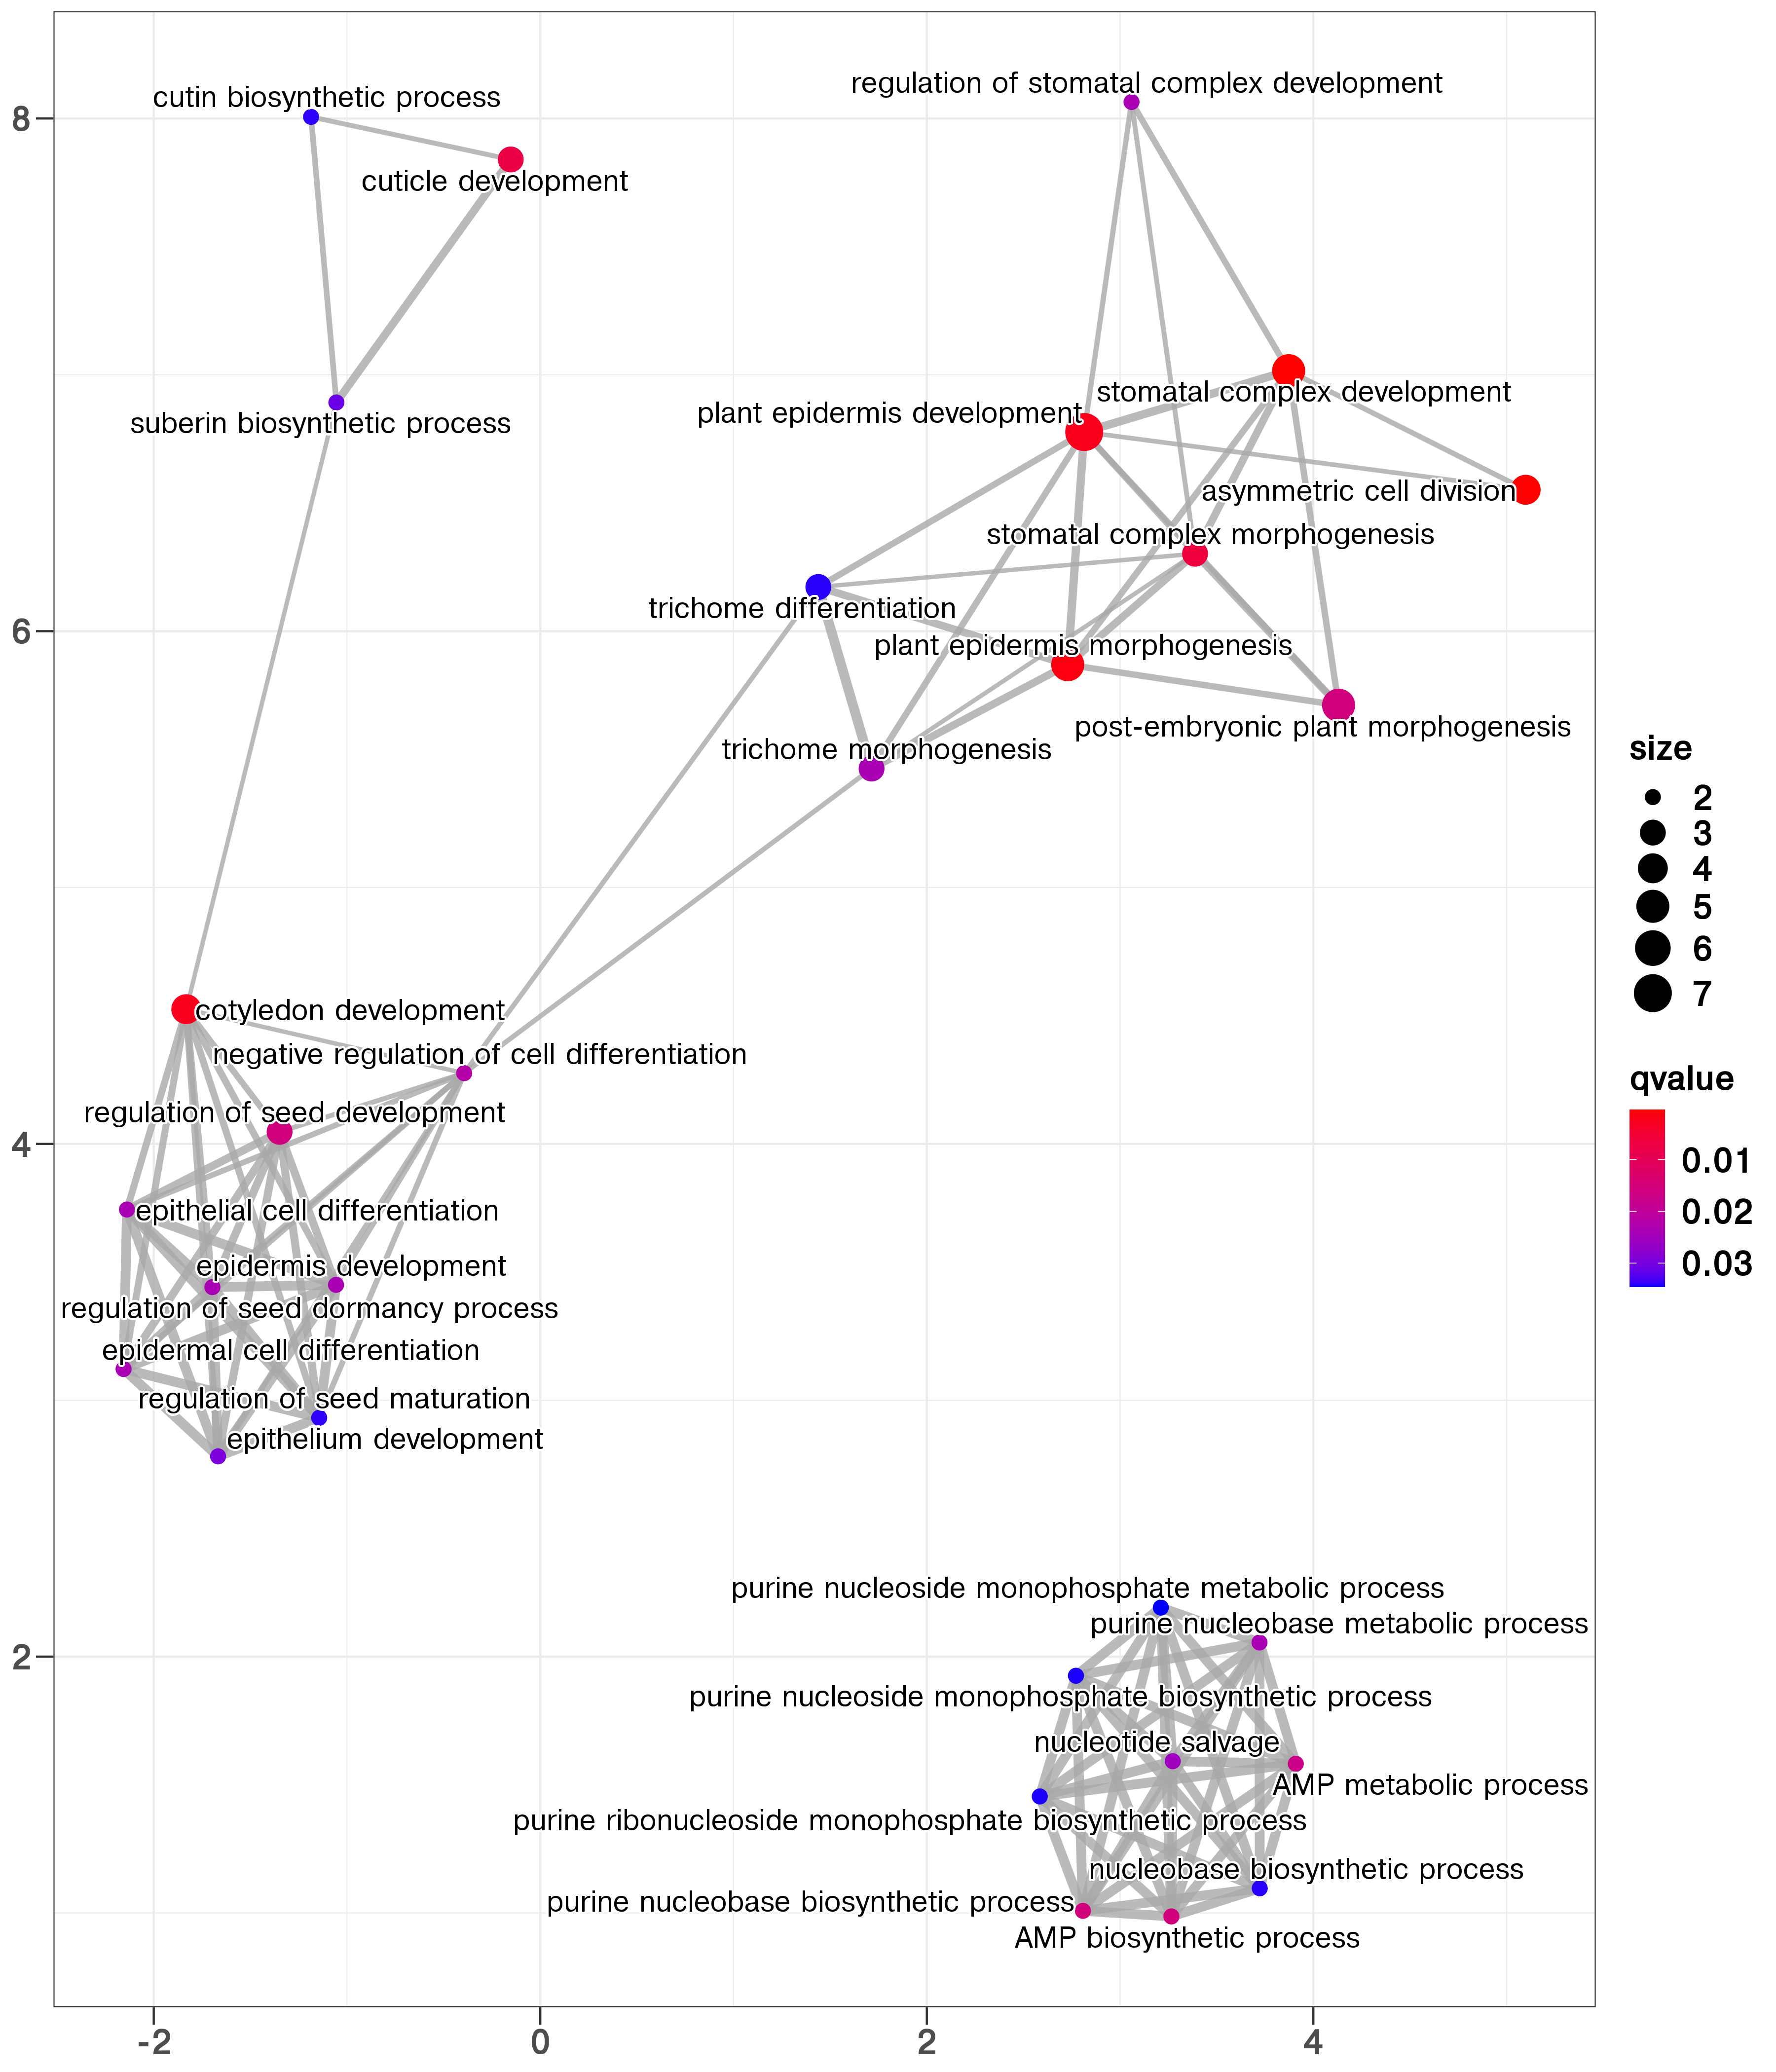 regulation of stomatal complex development
cutin biosynthetic process
8
cuticle development
stomatal complex development
plant epidermis development
suberin biosynthetic process
asymmetric cell division
stomatal complex morphogenesis
trichome differentiation
6
plant epidermis morphogenesis
post-embryonic plant morphogenesis
trichome morphogenesis
size
2
3
4
5
6
7
cotyledon development
negative regulation of cell differentiation
qvalue
0.01
0.02
0.03
regulation of seed development
4
epithelial cell differentiation
epidermis development
regulation of seed dormancy process
epidermal cell differentiation
regulation of seed maturation
epithelium development
purine nucleoside monophosphate metabolic process
purine nucleobase metabolic process
2
purine nucleoside monophosphate biosynthetic process
nucleotide salvage
AMP metabolic process
purine ribonucleoside monophosphate biosynthetic process
nucleobase biosynthetic process
purine nucleobase biosynthetic process
AMP biosynthetic process
-2 0 2 4